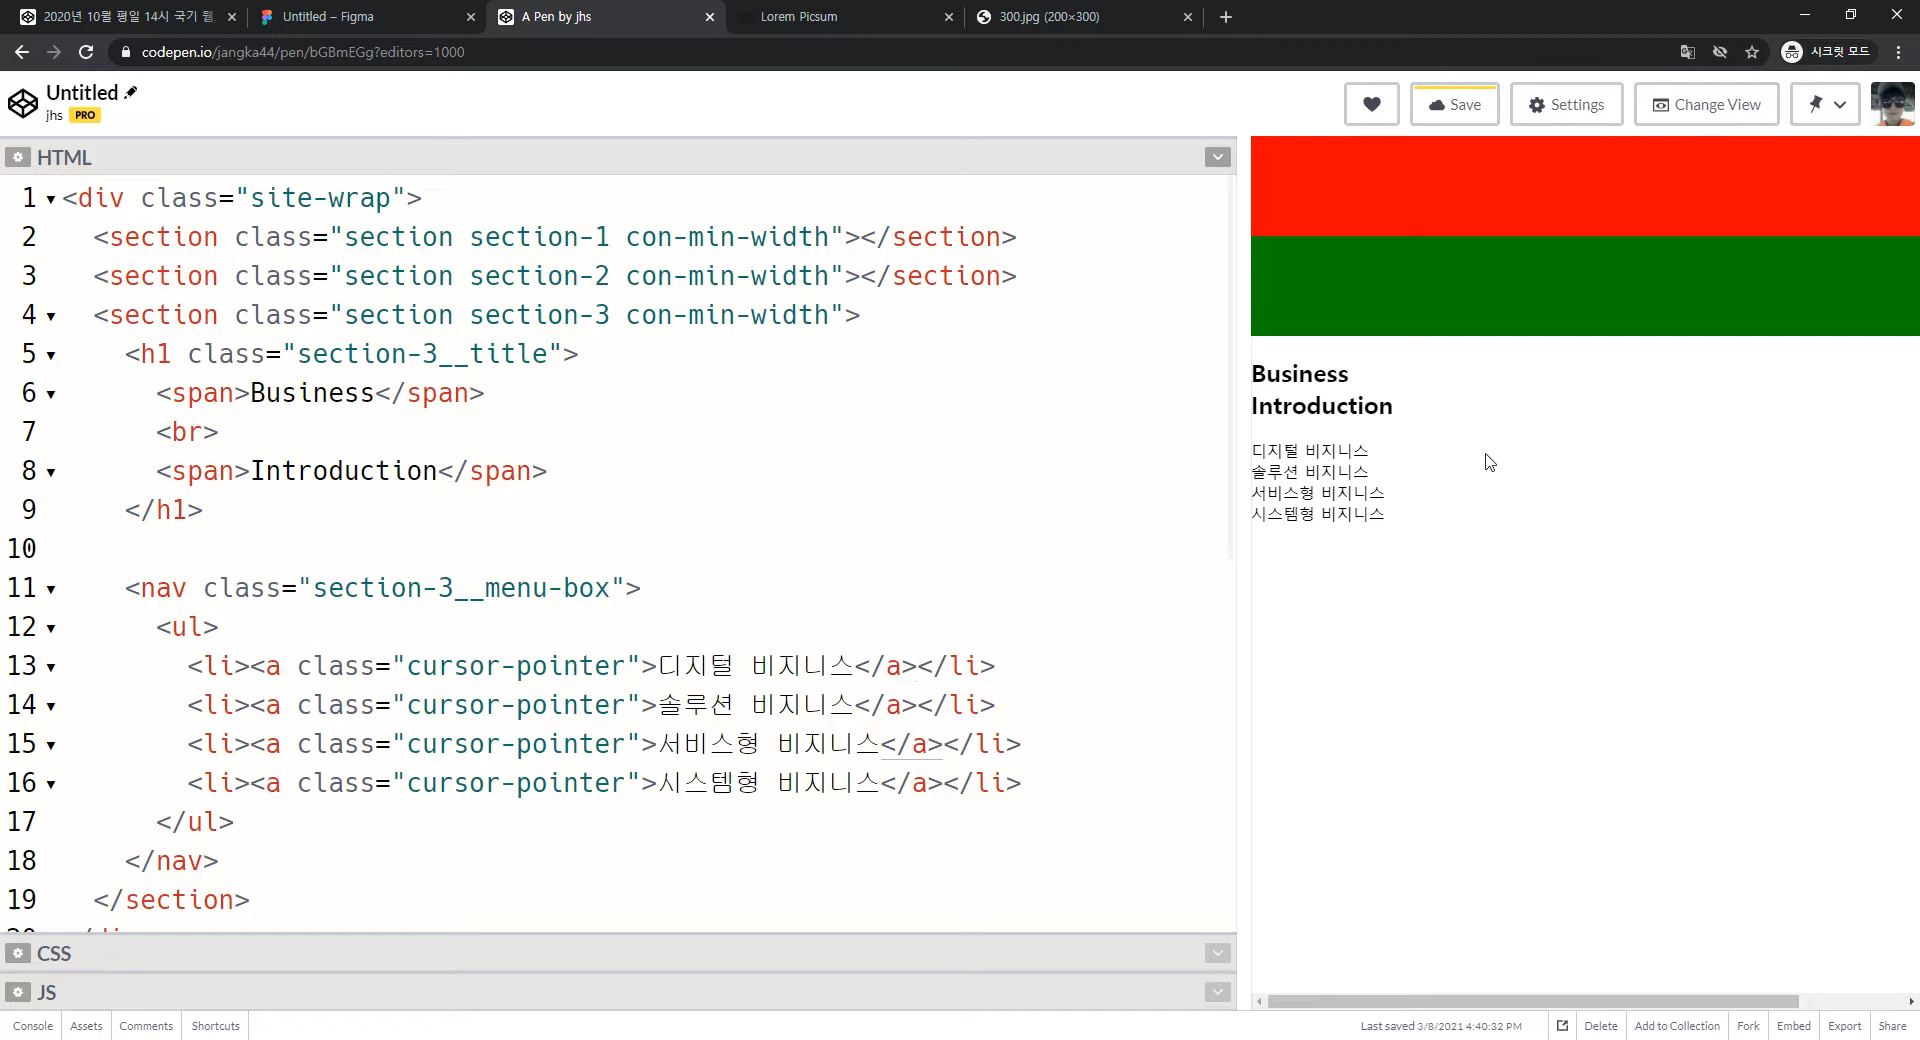 2020년 10월 평일 14시 국기 웹
Untitled – Figma
A Pen by jhs
Lorem Picsum
300.jpg (200×300)
codepen.io/jangka44/pen/bGBmEGg?editors=1000
시크릿 모드
Untitled
jhs PRO
Save
Settings
Change View
HTML
1 <div class="site-wrap">
2 <section class="section section-1 con-min-width"></section>
3 <section class="section section-2 con-min-width"></section>
4 <section class="section section-3 con-min-width">
5 <h1 class="section-3__title">
6 <span>Business</span>
7 <br>
8 <span>Introduction</span>
9 </h1>
10
11 <nav class="section-3__menu-box">
12 <ul>
13 <li><a class="cursor-pointer">디지털 비지니스</a></li>
14 <li><a class="cursor-pointer">솔루션 비지니스</a></li>
15 <li><a class="cursor-pointer">서비스형 비지니스</a></li>
16 <li><a class="cursor-pointer">시스템형 비지니스</a></li>
17 </ul>
18 </nav>
19 </section>
Business
Introduction
디지털 비지니스
솔루션 비지니스
서비스형 비지니스
시스템형 비지니스
CSS
JS
Console Assets Comments Shortcuts
Last saved 3/8/2021 4:40:32 PM
Delete Add to Collection Fork Embed Export Share